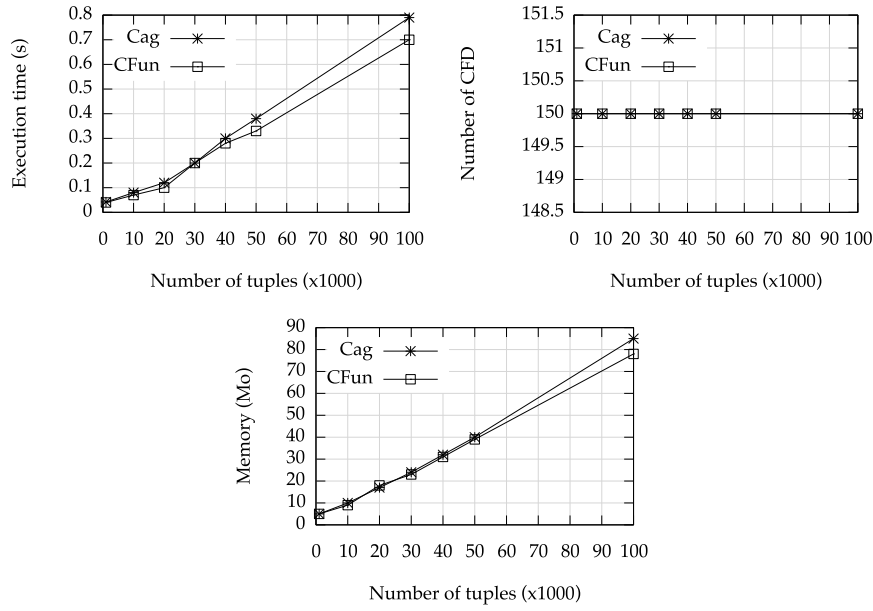 Execution time (s)
0.8
0.7
0.6
0.5
0.4
0.3
0.2
0.1
0
Cag
CFun
0 10 20 30 40 50 60 70 80 90 100
Number of tuples (x1000)
Number of CFD
151.5
151
150.5
150
149.5
149
148.5
Cag
CFun
0 10 20 30 40 50 60 70 80 90 100
Number of tuples (x1000)
Memory (Mo)
90
80
70
60
50
40
30
20
10
0
Cag
CFun
0 10 20 30 40 50 60 70 80 90 100
Number of tuples (x1000)